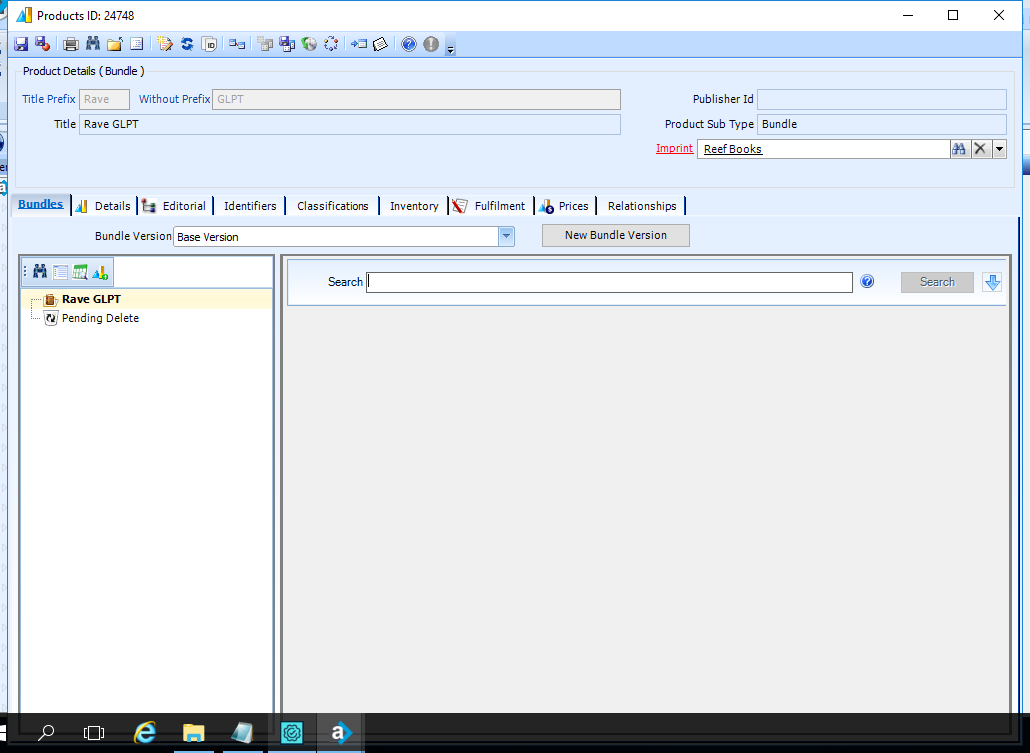 Products ID: 24748
Product Details ( Bundle )
Title Prefix Rave Without Prefix GLPT Publisher Id
Title Rave GLPT Product Sub Type Bundle
Imprint Reef Books
Bundles Details Editorial Identifiers Classifications Inventory Fulfilment Prices Relationships
Bundle Version Base Version New Bundle Version
Search Search
Rave GLPT
Pending Delete